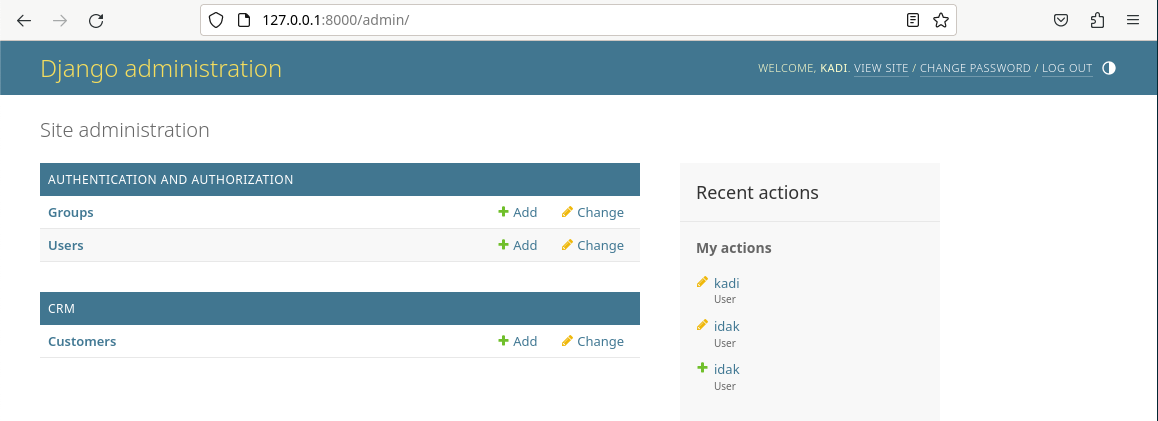 127.0.0.1:8000/admin/
Django administration
WELCOME, KADI. VIEW SITE / CHANGE PASSWORD / LOG OUT
Site administration
AUTHENTICATION AND AUTHORIZATION
Groups Add Change
Users Add Change
CRM
Customers Add Change
Recent actions
My actions
kadi
User
idak
User
idak
User